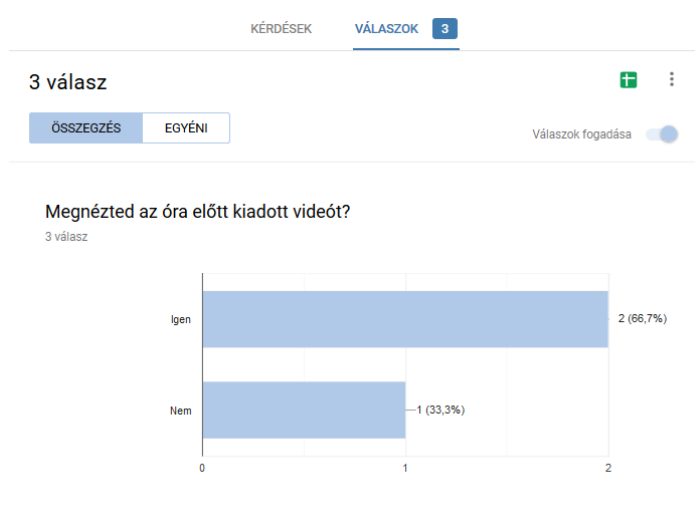 KÉRDÉSEK VÁLASZOK 3
3 válasz
ÖSSZEGZÉS EGYÉNI
Válaszok fogadása
Megnézted az óra előtt kiadott videót?
3 válasz
Igen 2 (66,7%)
Nem 1 (33,3%)
0 1 2